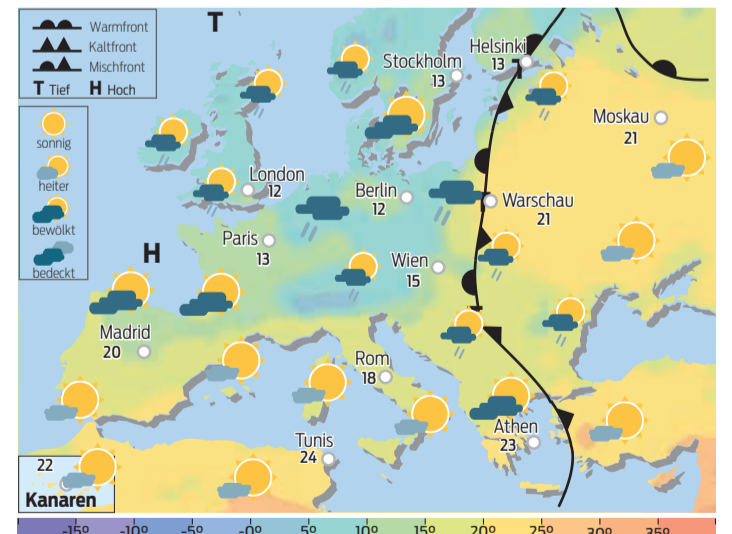 Warmfront
Kaltfront
Mischfront
T Tief H Hoch
sonnig
heiter
bewölkt
bedeckt
T
H
T
T
Helsinki
13
Stockholm
13
Moskau
21
London
12
Berlin
12
Warschau
21
Paris
13
Wien
15
Madrid
20
Rom
18
Athen
23
Tunis
24
22
Kanaren
-15° -10° -5° -0° 5° 10° 15° 20° 25° 30° 35°